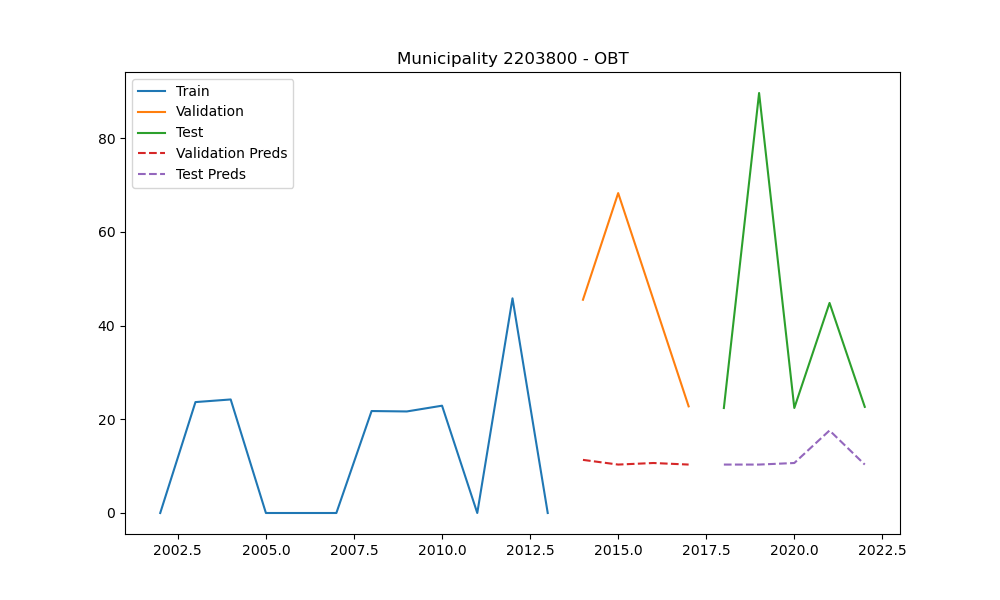 Municipality 2203800 - OBT
Train
Validation
Test
Validation Preds
Test Preds
80
60
40
20
0
2002.5 2005.0 2007.5 2010.0 2012.5 2015.0 2017.5 2020.0 2022.5